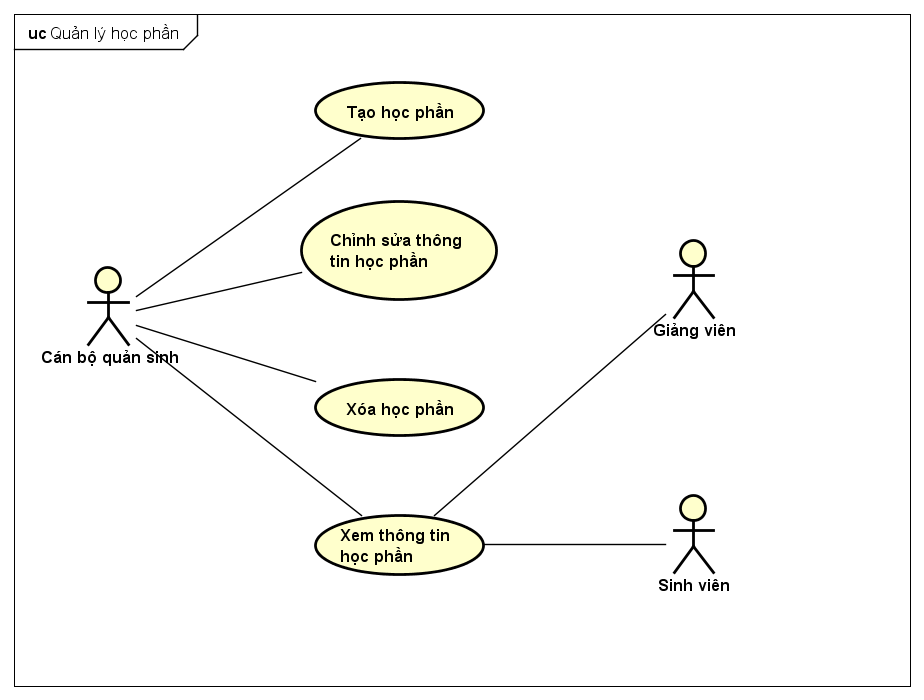 uc Quản lý học phần
Tạo học phần
Chỉnh sửa thông
tin học phần
Giảng viên
Cán bộ quản sinh
Xóa học phần
Xem thông tin
học phần
Sinh viên